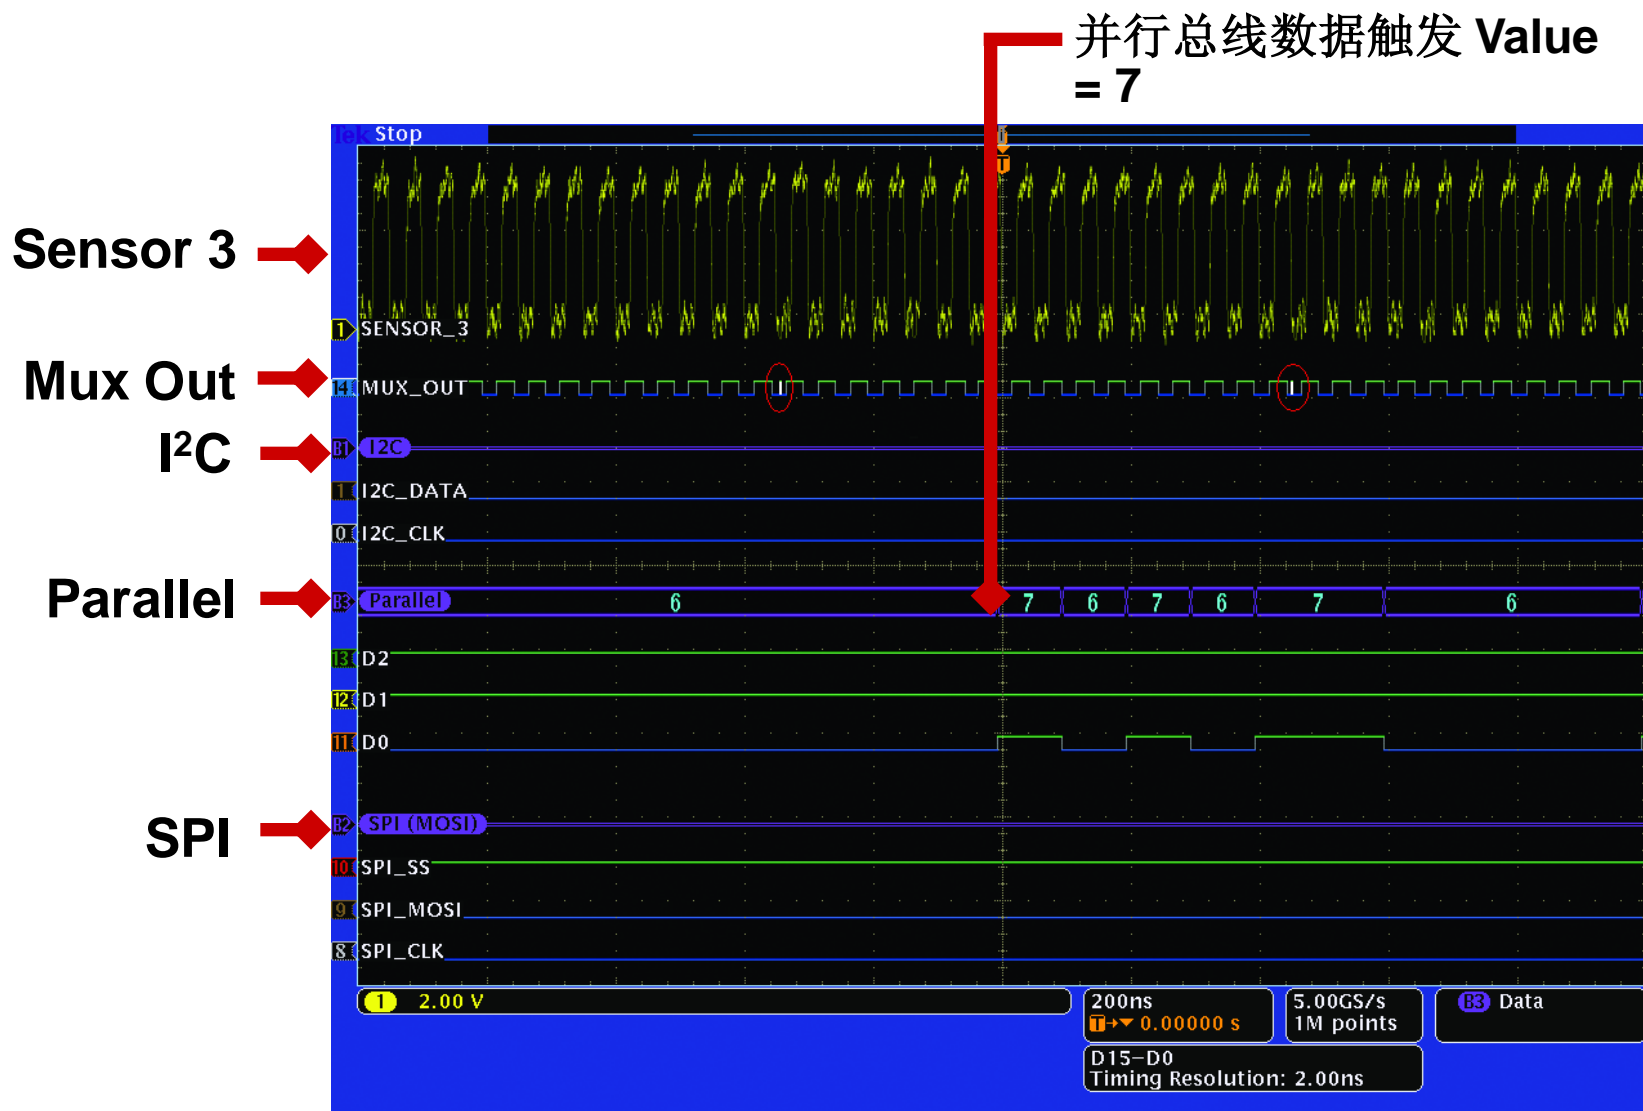 并行总线数据触发 Value
= 7
Tek Stop
T
T
Sensor 3
1 SENSOR_3
Mux Out
14 MUX_OUT
I²C
B1 I2C
1 I2C_DATA
0 I2C_CLK
Parallel
B3 Parallel 6 7 6 7 6 7 6
13 D2
12 D1
11 D0
SPI
B2 SPI (MOSI)
10 SPI_SS
9 SPI_MOSI
8 SPI_CLK
1 2.00 V
200ns
T→▼ 0.00000 s
5.00GS/s
1M points
B3 Data
D15-D0
Timing Resolution: 2.00ns